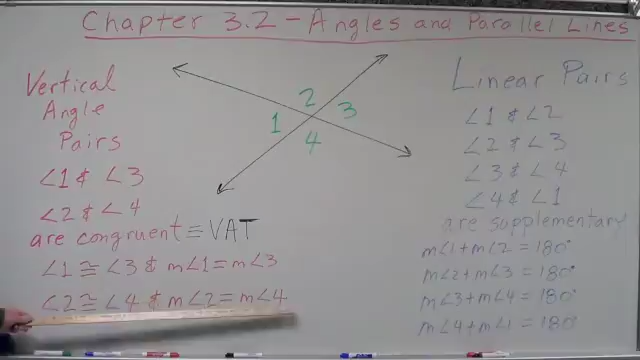 Chapter 3.2 - Angles and Parallel Lines
Vertical
Angle
Pairs
∠1 & ∠3
∠2 & ∠4
are congruent ≡ VAT
∠1 ≅ ∠3 & m∠1 = m∠3
∠2 ≅ ∠4 & m∠2 = m∠4
2
1
3
4
Linear Pairs
∠1 & ∠2
∠2 & ∠3
∠3 & ∠4
∠4 & ∠1
are supplementary
m∠1 + m∠2 = 180°
m∠2 + m∠3 = 180°
m∠3 + m∠4 = 180°
m∠4 + m∠1 = 180°